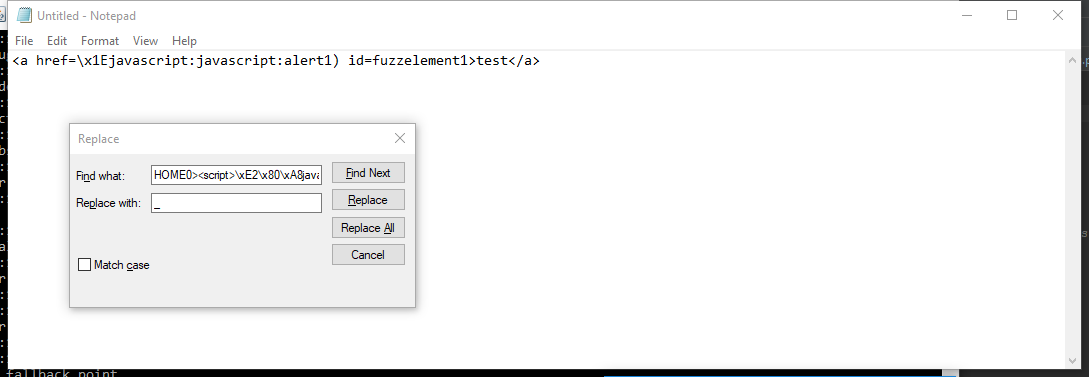 Untitled - Notepad
File Edit Format View Help
<a href=\x1Ejavascript:javascript:alert1) id=fuzzelement1>test</a>
Replace
Find what: HOME0><script>\xE2\x80\xA8java Find Next
Replace with: _ Replace
Replace All
Cancel
Match case
fallback point